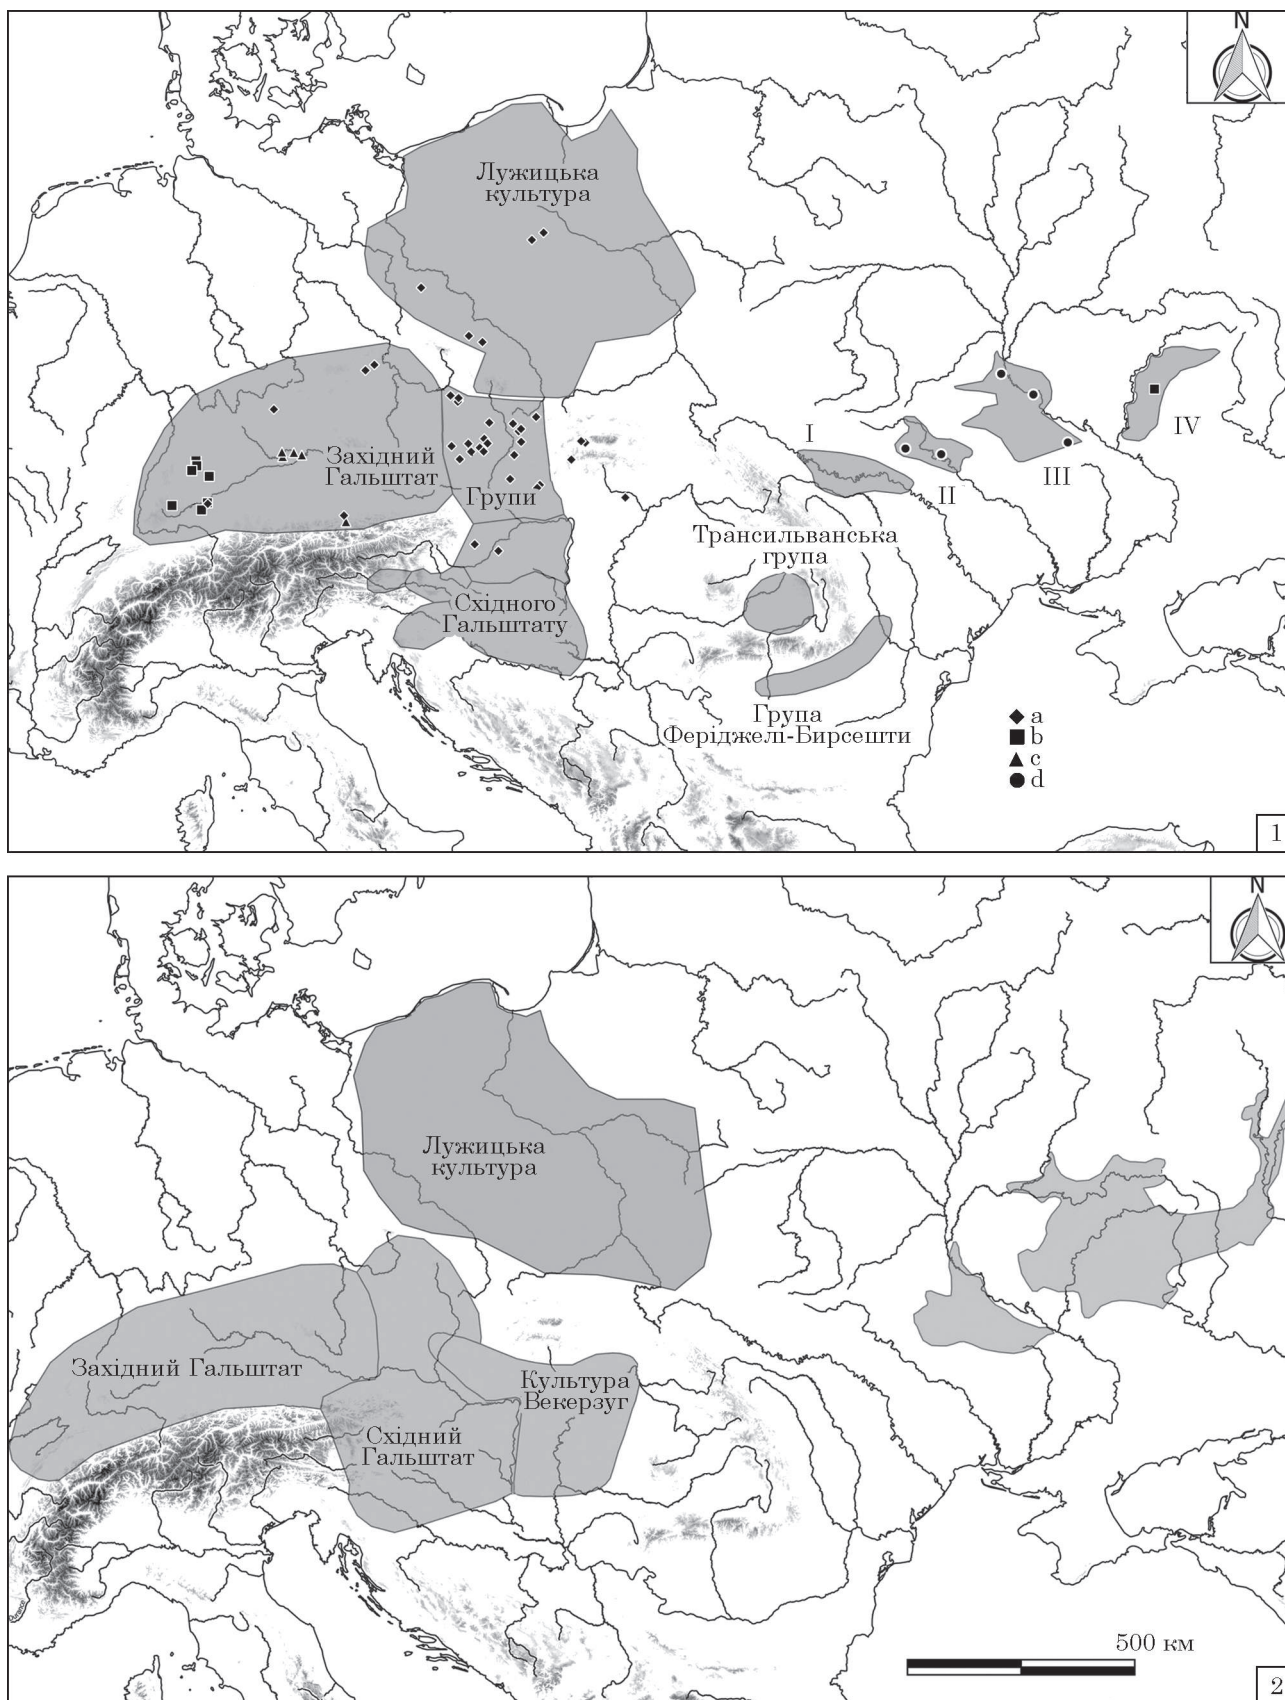 N
Лужицька
культура
Західний
Гальштат
Групи
Східного
Гальштату
I
II
III
IV
Трансильванська
група
Група
Феріджелі-Бирсешти
a
b
c
d
1
N
Лужицька
культура
Західний Гальштат
Культура
Векерзуг
Східний
Гальштат
500 км
2